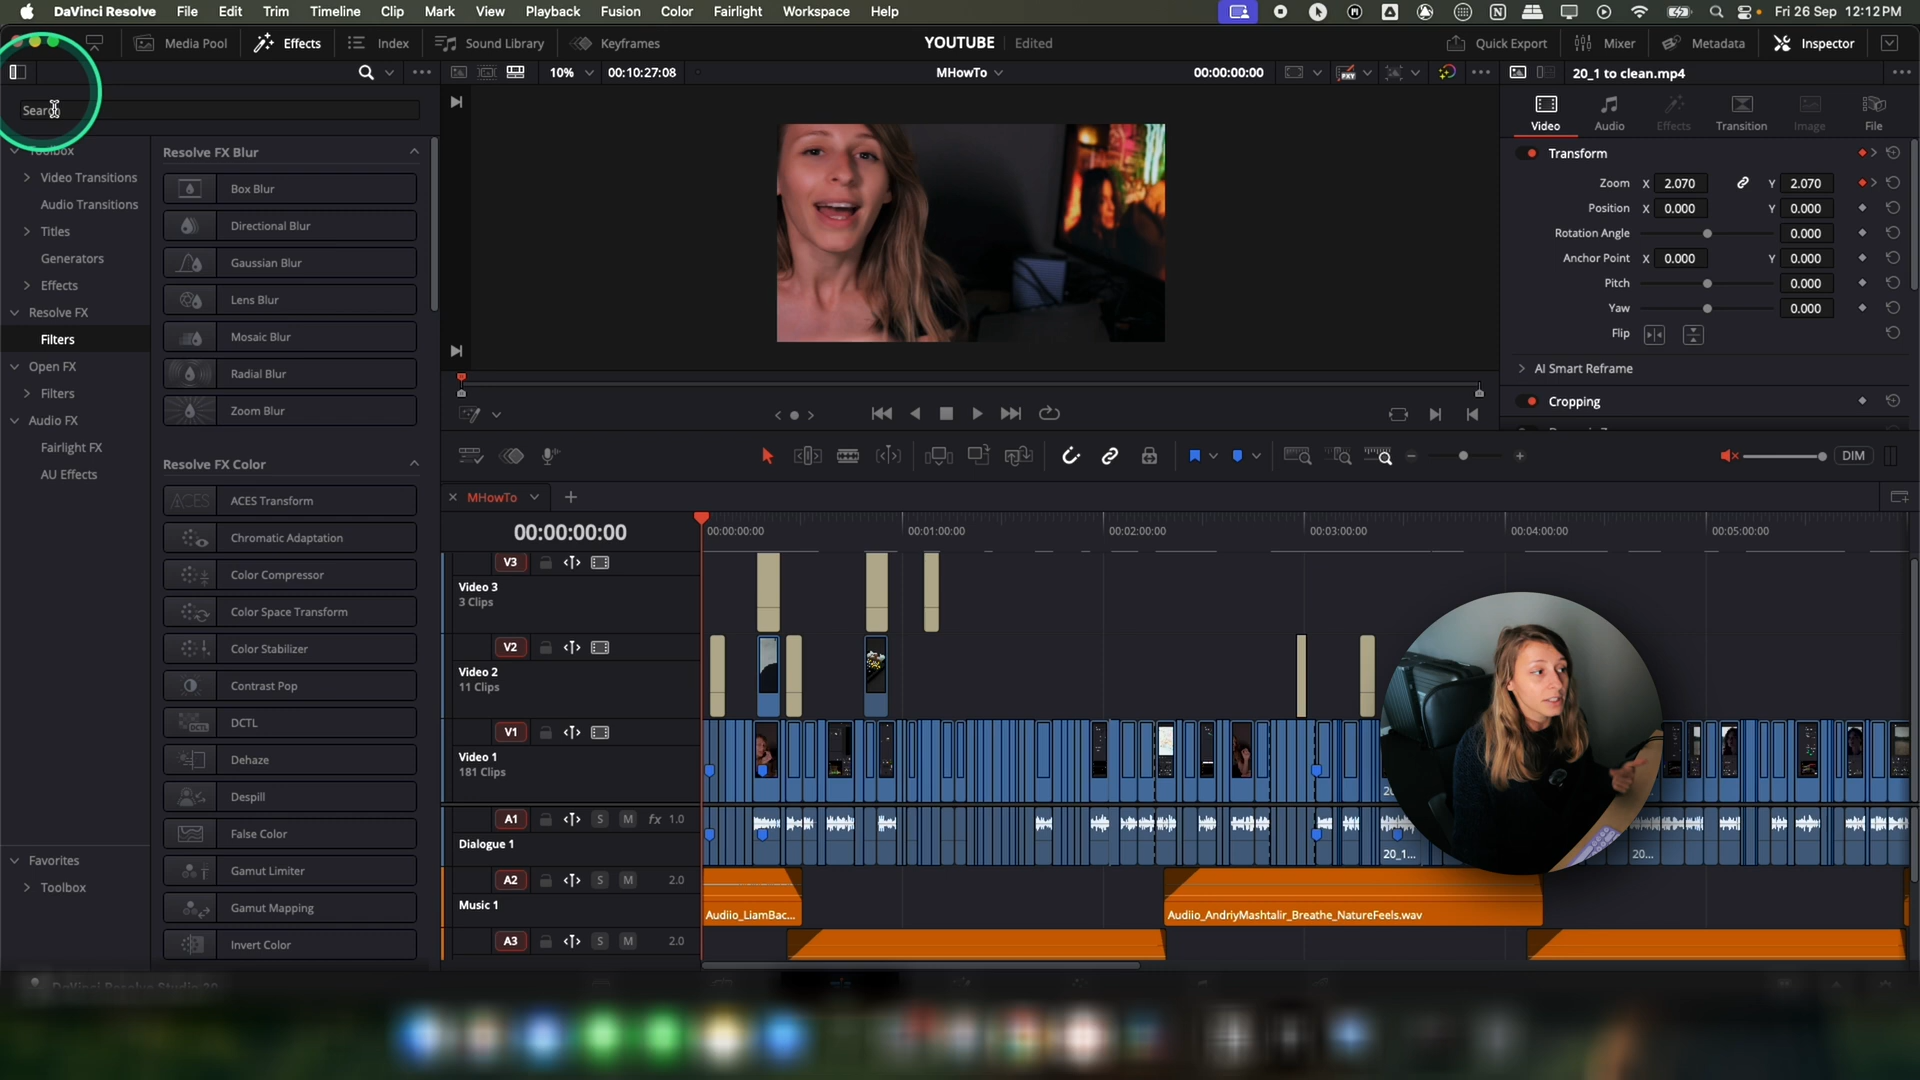 DaVinci Resolve File Edit Trim Timeline Clip Mark View Playback Fusion Color Fairlight Workspace Help Fri 26 Sep 12:12 PM
Media Pool Effects Index Sound Library Keyframes YOUTUBE Edited Quick Export Mixer Metadata Inspector
10% 00:10:27:08 MHowTo 00:00:00:00 20_1 to clean.mp4
Search
Video Audio Effects Transition Image File
Toolbox
Video Transitions
Audio Transitions
Titles
Generators
Effects
Resolve FX
Filters
Open FX
Filters
Audio FX
Fairlight FX
AU Effects
Favorites
Toolbox
Resolve FX Blur
Box Blur
Directional Blur
Gaussian Blur
Lens Blur
Mosaic Blur
Radial Blur
Zoom Blur
Resolve FX Color
ACES Transform
Chromatic Adaptation
Color Compressor
Color Space Transform
Color Stabilizer
Contrast Pop
DCTL
Dehaze
Despill
False Color
Gamut Limiter
Gamut Mapping
Invert Color
Transform
Zoom X 2.070 Y 2.070
Position X 0.000 Y 0.000
Rotation Angle 0.000
Anchor Point X 0.000 Y 0.000
Pitch 0.000
Yaw 0.000
Flip
AI Smart Reframe
Cropping
DIM
MHowTo
00:00:00:00 00:00:00:00 00:01:00:00 00:02:00:00 00:03:00:00 00:04:00:00 00:05:00:00
V3
Video 3
3 Clips
V2
Video 2
11 Clips
V1
Video 1
181 Clips
A1 S M fx 1.0
Dialogue 1
20_1... 20...
A2 S M 2.0
Music 1
Audiio_LiamBac... Audiio_AndriyMashtalir_Breathe_NatureFeels.wav
A3 S M 2.0
DaVinci Resolve Studio 20